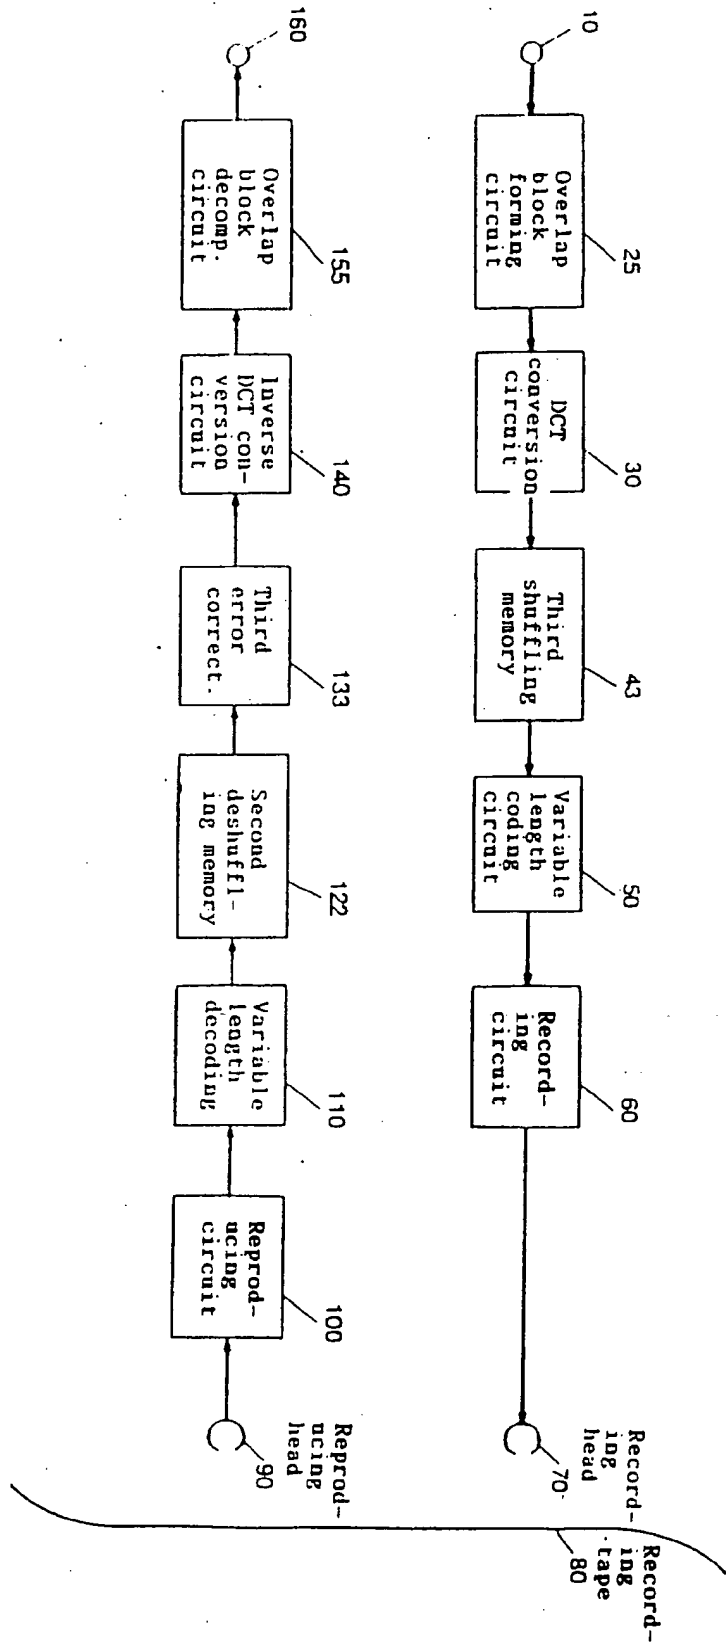 10
Overlap
block
forming
circuit
25
DCT
conversion
circuit
30
Third
shuffling
memory
43
Variable
length
coding
circuit
50
Record-
ing
circuit
60
Record-
ing
head
70
Record-
ing
tape
80
160
Overlap
block
decomp.
circuit
155
Inverse
DCT con-
version
circuit
140
Third
error
correct.
133
Second
deshuffl-
ing memory
122
Variable
length
decoding
110
Reprod-
ucing
circuit
100
Reprod-
ucing
head
90